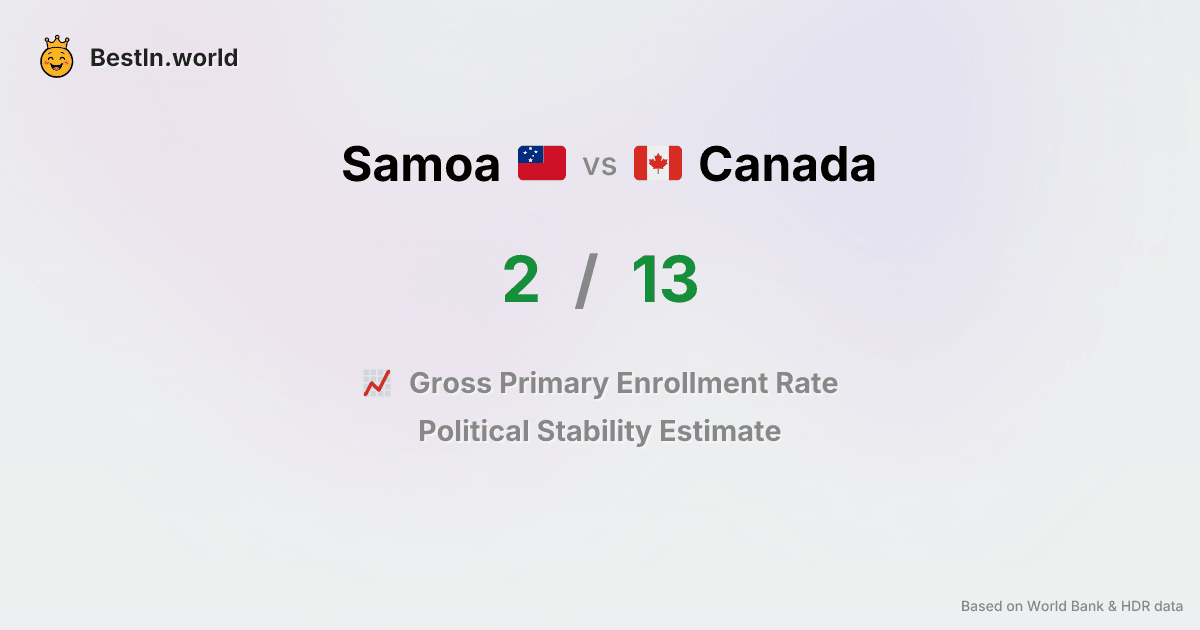 BestIn.world
Samoa vs Canada
2 / 13
Gross Primary Enrollment Rate
Political Stability Estimate
Based on World Bank & HDR data